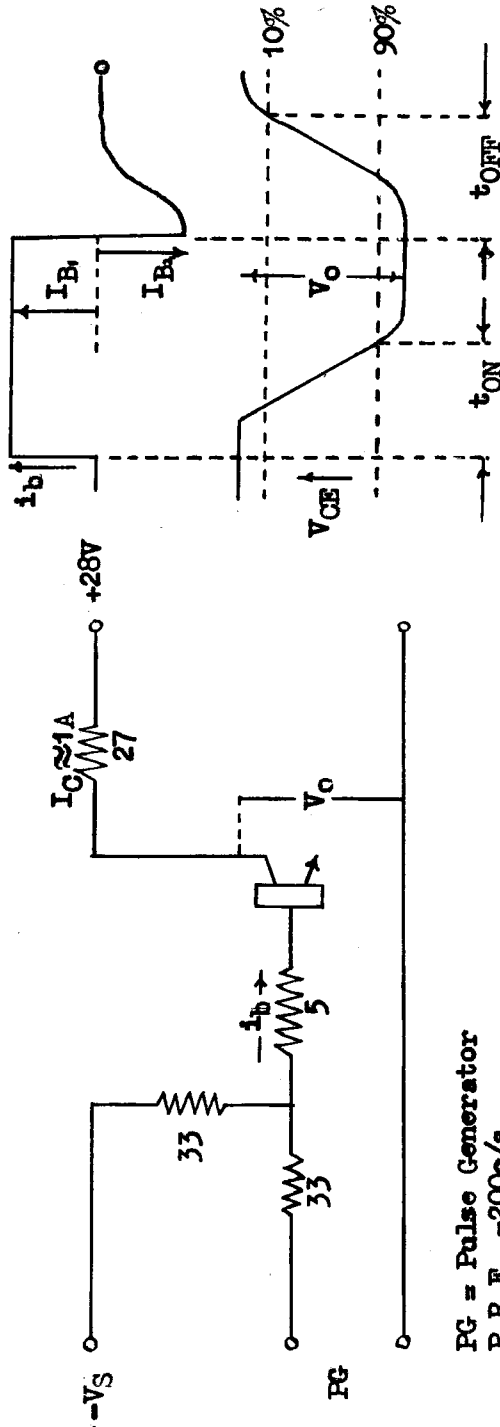 -V_S
33
33
PG
i_b
5
I_C≈1A
27
+28V
V_O
i_b
I_B1
I_B2
V_CE
V_O
10%
90%
t_ON
t_OFF
PG = Pulse Generator
P.R.F. =200c/s